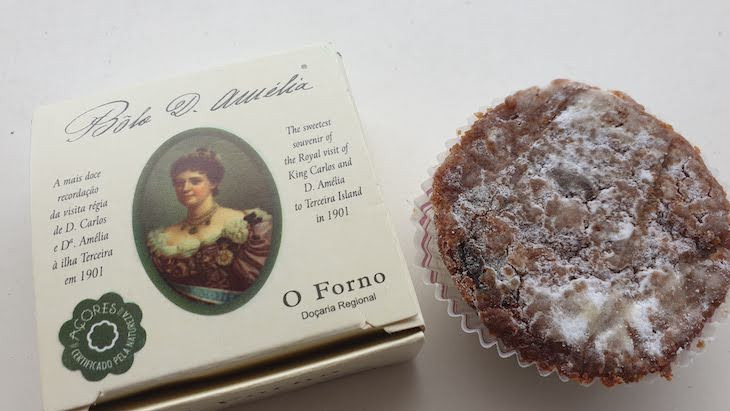 Bôlo D. Amélia®
A mais doce
recordação
da visita régia
de D. Carlos
e Dª. Amélia
à ilha Terceira
em 1901
The sweetest
souvenir of
the Royal visit of
King Carlos and
D. Amélia
to Terceira Island
in 1901
O Forno
Doçaria Regional
AÇORES
CERTIFICADO PELA NATUREZA